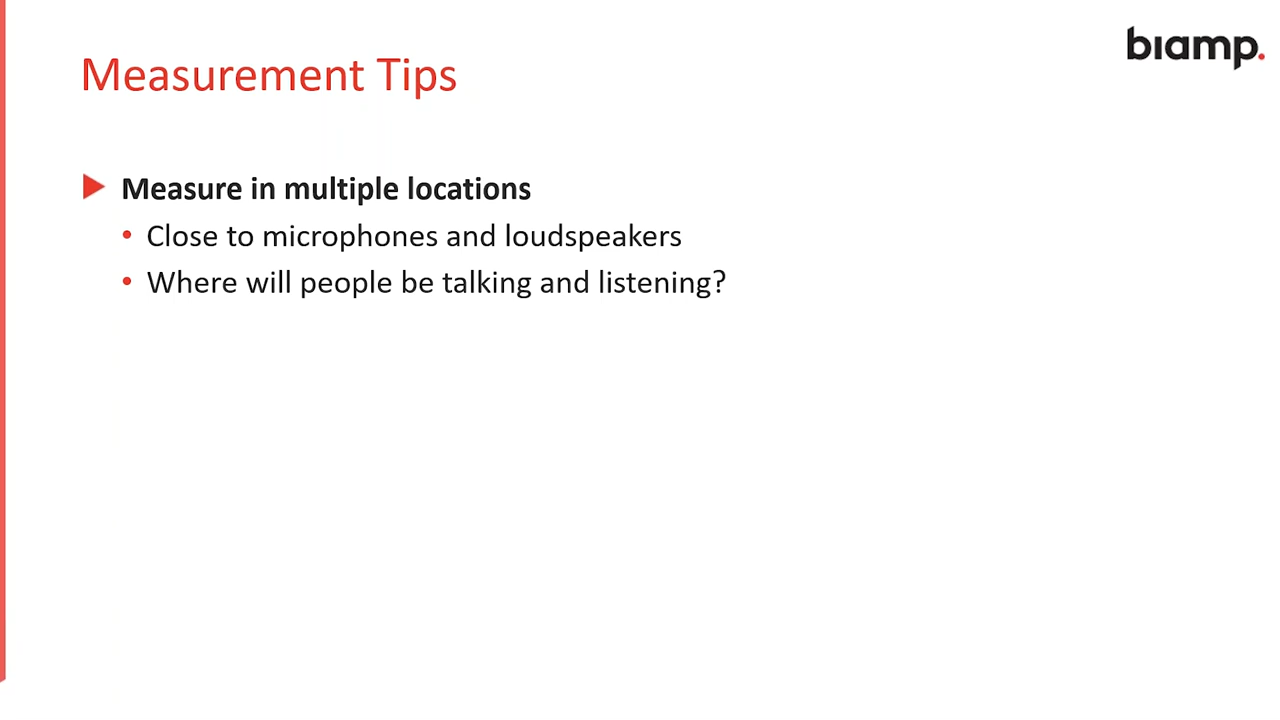 biamp.
Measurement Tips
Measure in multiple locations
Close to microphones and loudspeakers
Where will people be talking and listening?